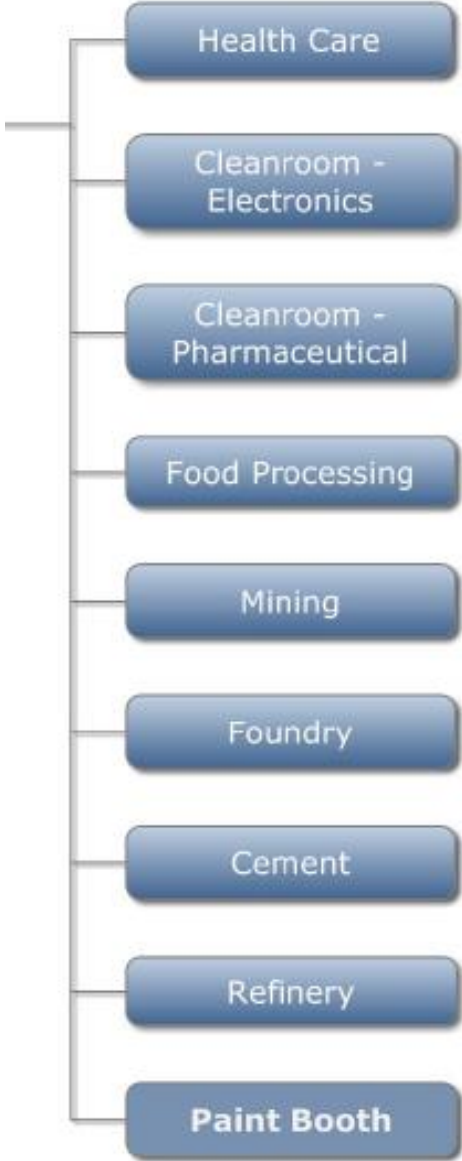 Health Care
Cleanroom -
Electronics
Cleanroom -
Pharmaceutical
Food Processing
Mining
Foundry
Cement
Refinery
Paint Booth